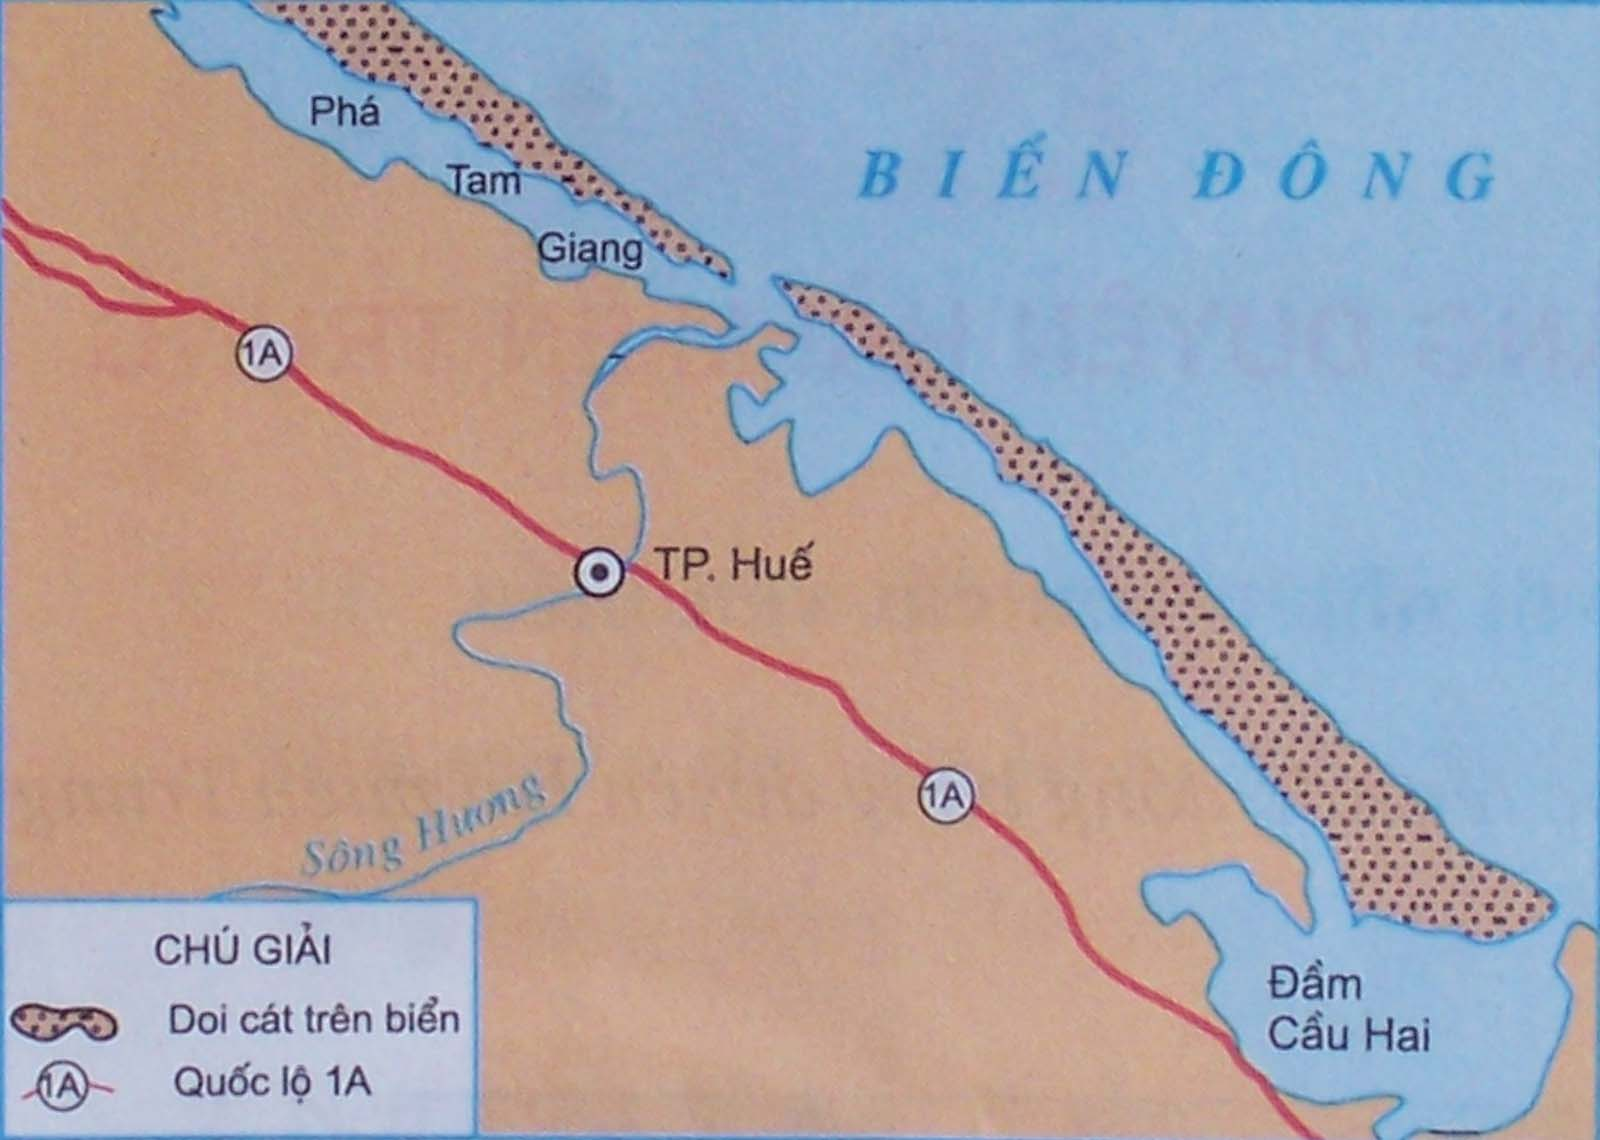 Phá
Tam
Giang
BIỂN ĐÔNG
1A
TP. Huế
1A
Sông Hương
Đầm
Cầu Hai
CHÚ GIẢI
Doi cát trên biển
1A Quốc lộ 1A